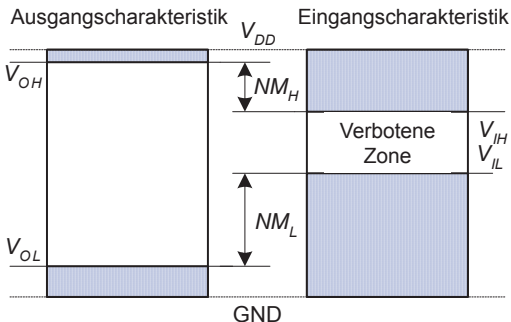 Ausgangscharakteristik
Eingangscharakteristik
V_DD
V_OH
NM_H
Verbotene
Zone
V_IH
V_IL
NM_L
V_OL
GND